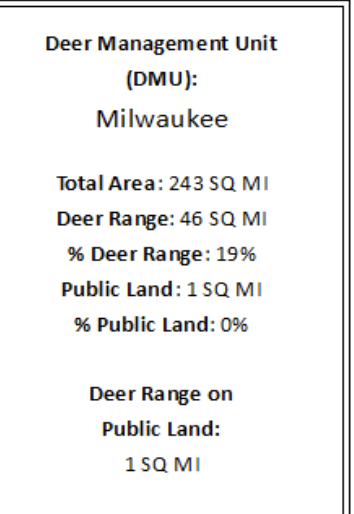 Deer Management Unit
(DMU):
Milwaukee
Total Area: 243 SQ MI
Deer Range: 46 SQ MI
% Deer Range: 19%
Public Land: 1 SQ MI
% Public Land: 0%
Deer Range on
Public Land:
1 SQ MI